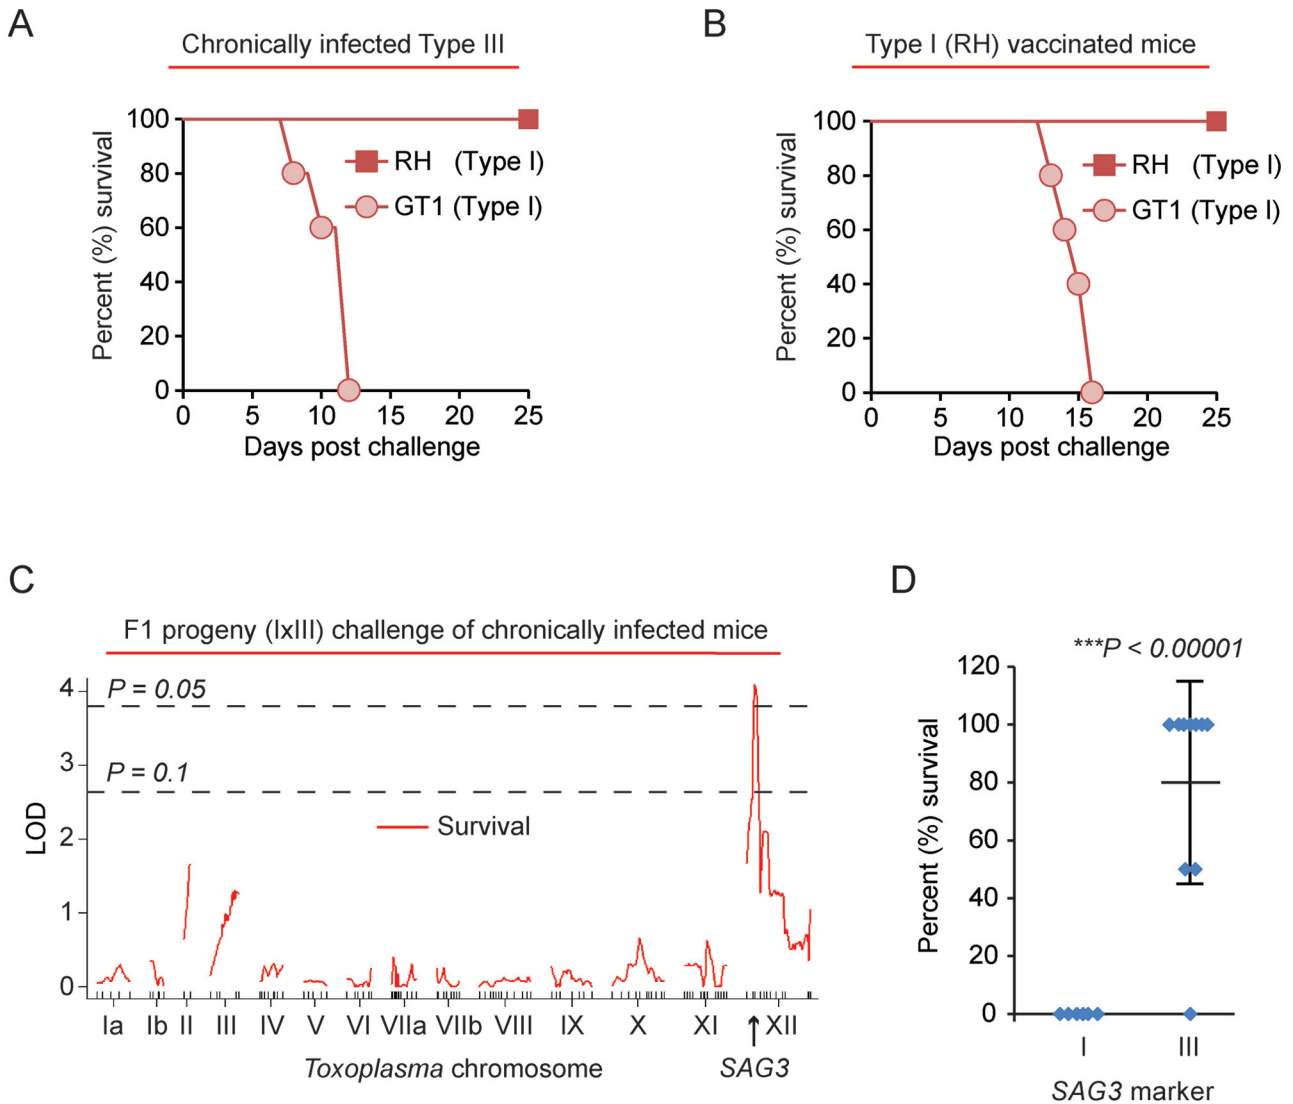 A
Chronically infected Type III
Percent (%) survival
100
80
60
40
20
0
RH (Type I)
GT1 (Type I)
0 5 10 15 20 25
Days post challenge
B
Type I (RH) vaccinated mice
Percent (%) survival
100
80
60
40
20
0
RH (Type I)
GT1 (Type I)
0 5 10 15 20 25
Days post challenge
C
F1 progeny (IxIII) challenge of chronically infected mice
LOD
4
3
2
1
0
P = 0.05
P = 0.1
Survival
Ia Ib II III IV V VI VIIa VIIb VIII IX X XI XII
Toxoplasma chromosome
SAG3
D
***P < 0.00001
Percent (%) survival
120
100
80
60
40
20
0
I III
SAG3 marker